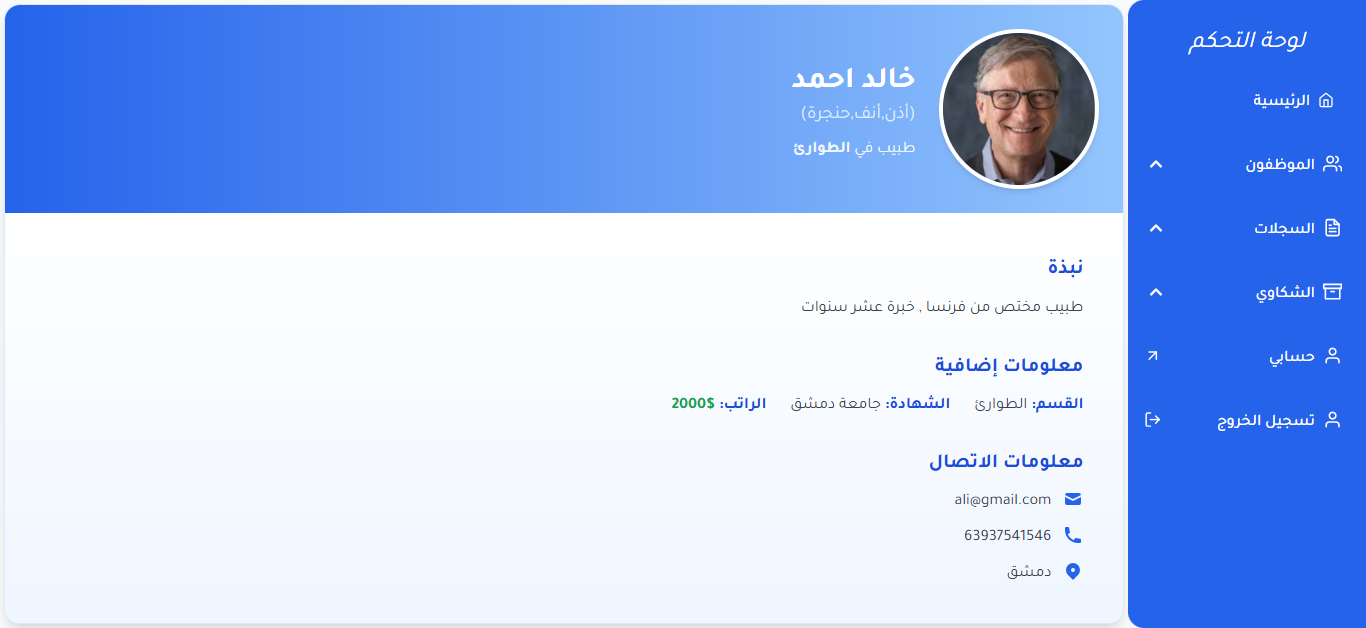 لوحة التحكم
الرئيسية
الموظفون
السجلات
الشكاوي
حسابي
تسجيل الخروج
خالد احمد
(أذن,أنف,حنجرة)
طبيب في الطوارئ
نبذة
طبيب مختص من فرنسا , خبرة عشر سنوات
معلومات إضافية
القسم: الطوارئ الشهادة: جامعة دمشق الراتب: 2000$
معلومات الاتصال
ali@gmail.com
63937541546
دمشق